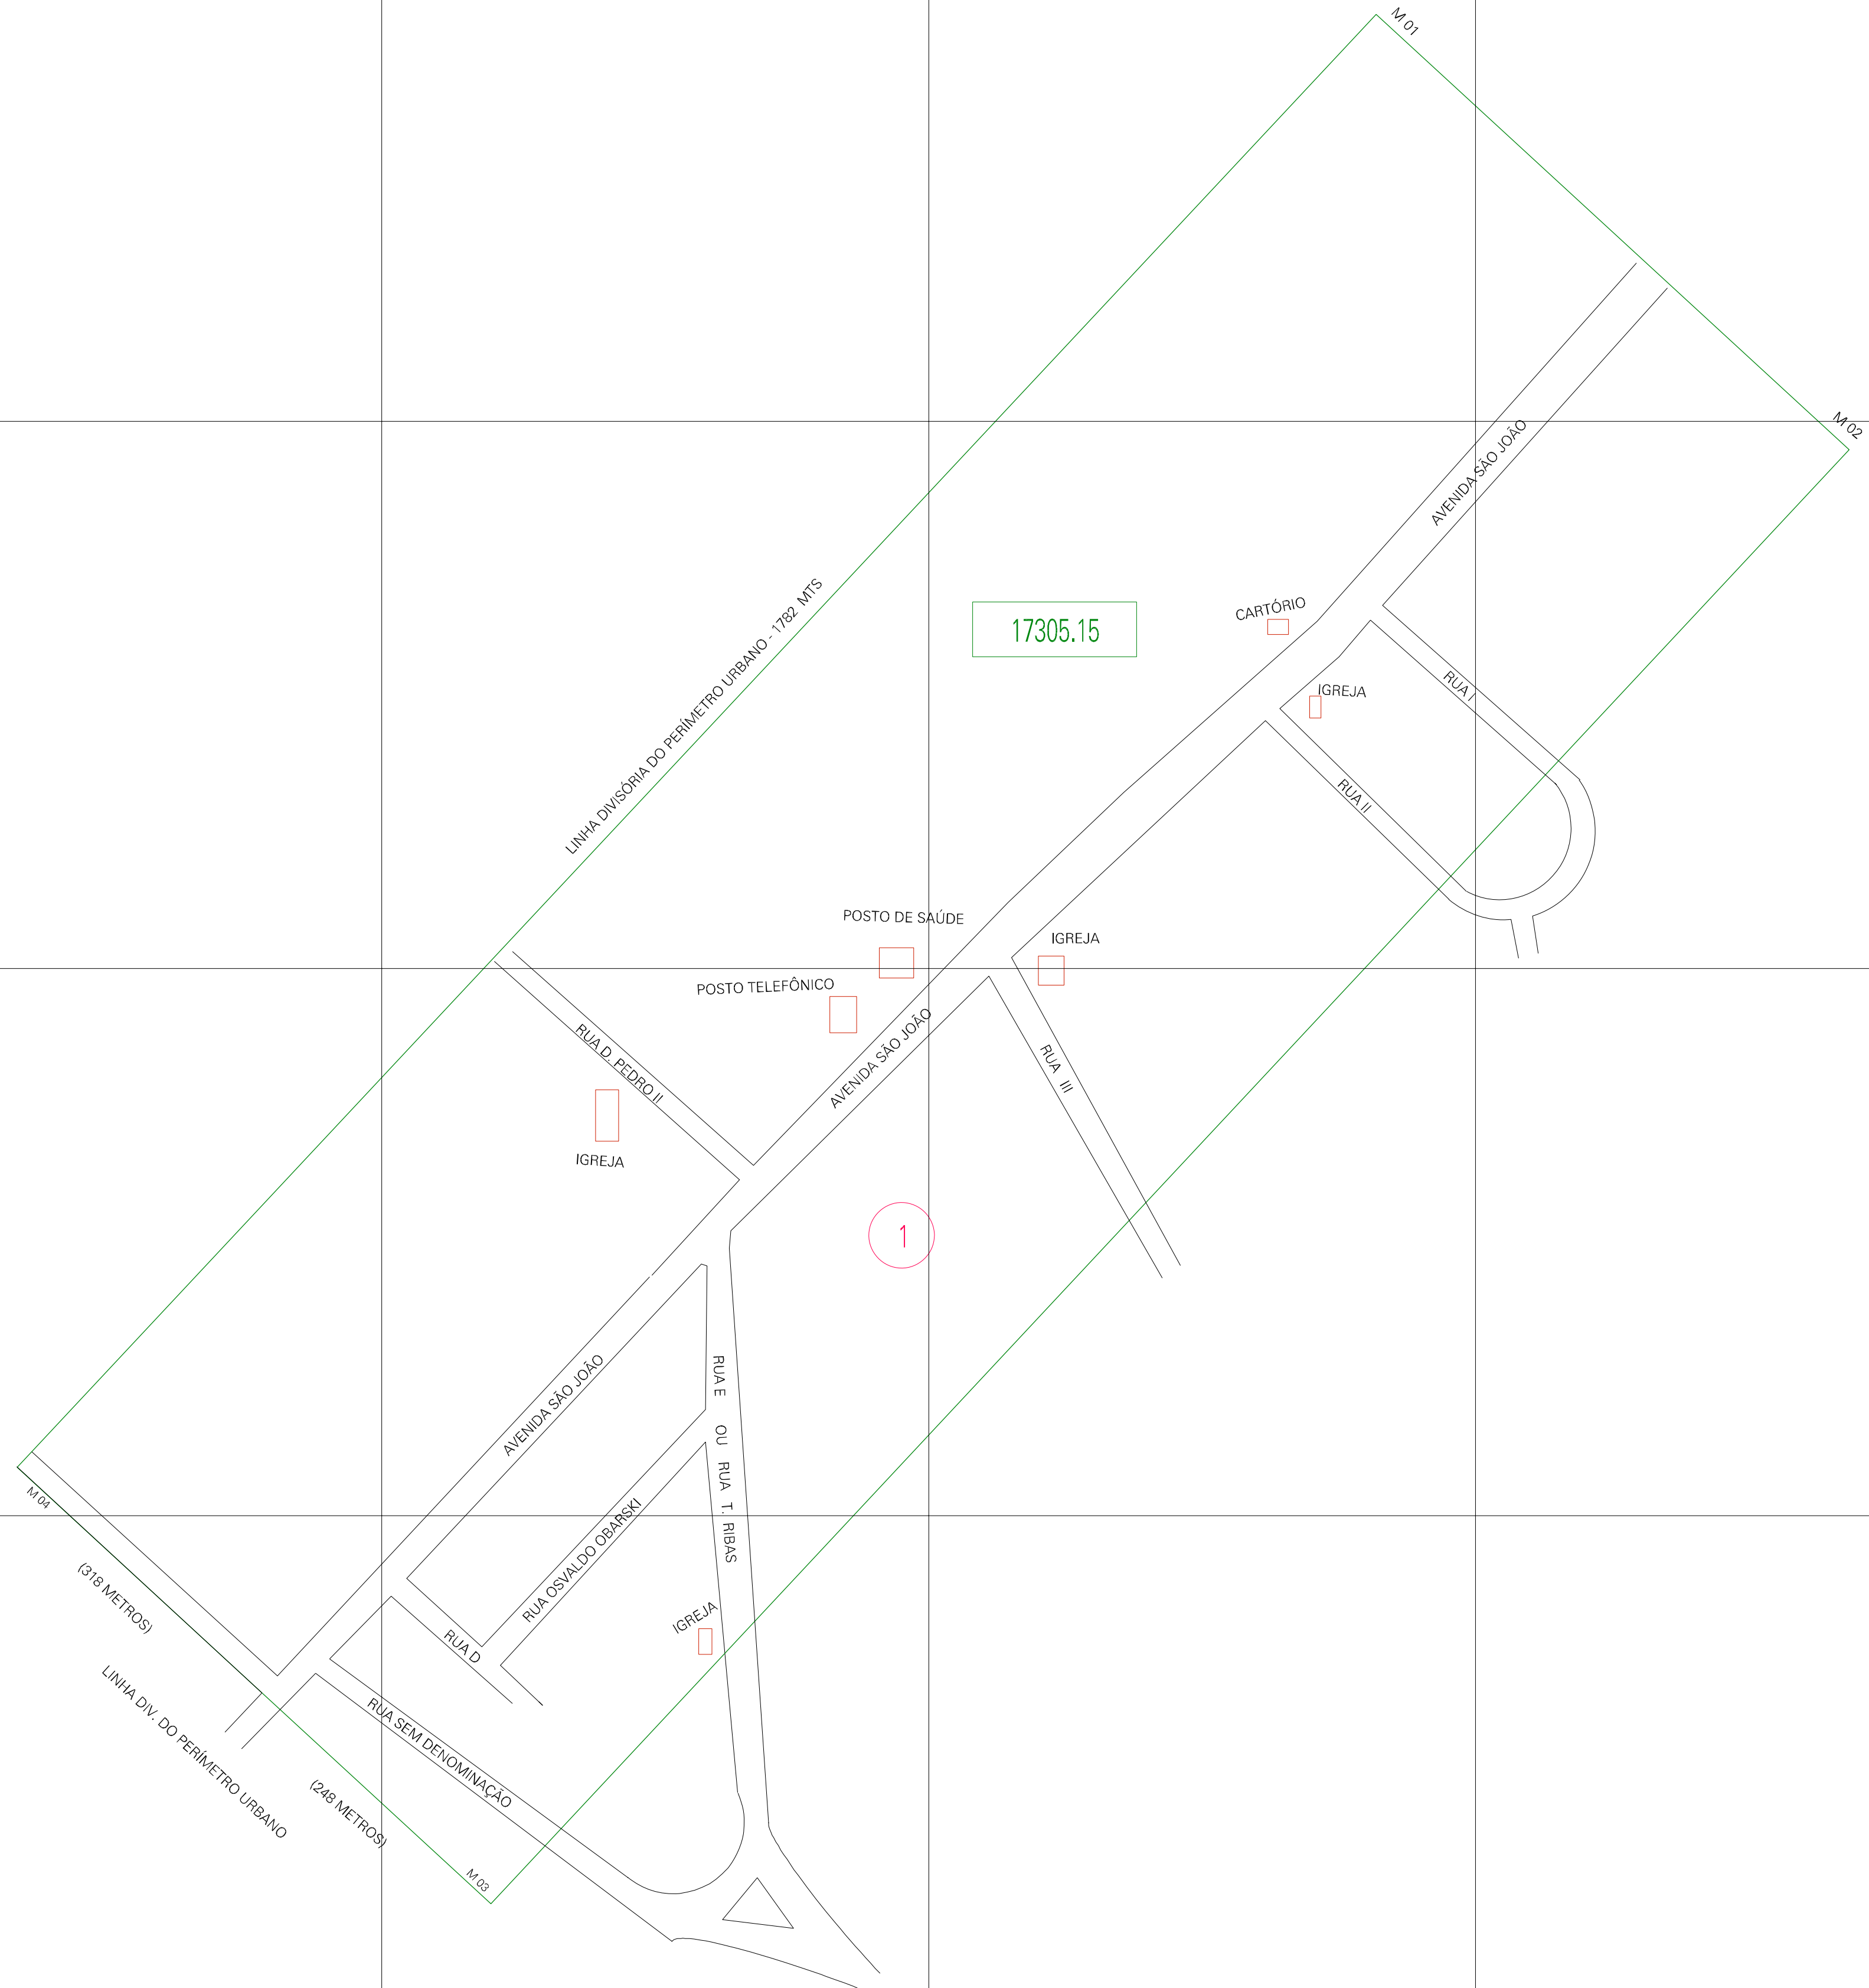 M 01
M 02
AVENIDA SÃO JOÃO
LINHA DIVISÓRIA DO PERÍMETRO URBANO - 1782 MTS
17305.15
CARTÓRIO
IGREJA
RUA I
RUA II
POSTO DE SAÚDE
IGREJA
POSTO TELEFÔNICO
AVENIDA SÃO JOÃO
RUA D. PEDRO II
RUA III
IGREJA
1
AVENIDA SÃO JOÃO
RUA E OU RUA T. RIBAS
M 04
RUA OSVALDO OBARSKI
(318 METROS)
IGREJA
RUA D
LINHA DIV. DO PERÍMETRO URBANO
RUA SEM DENOMINAÇÃO
(248 METROS)
M 03